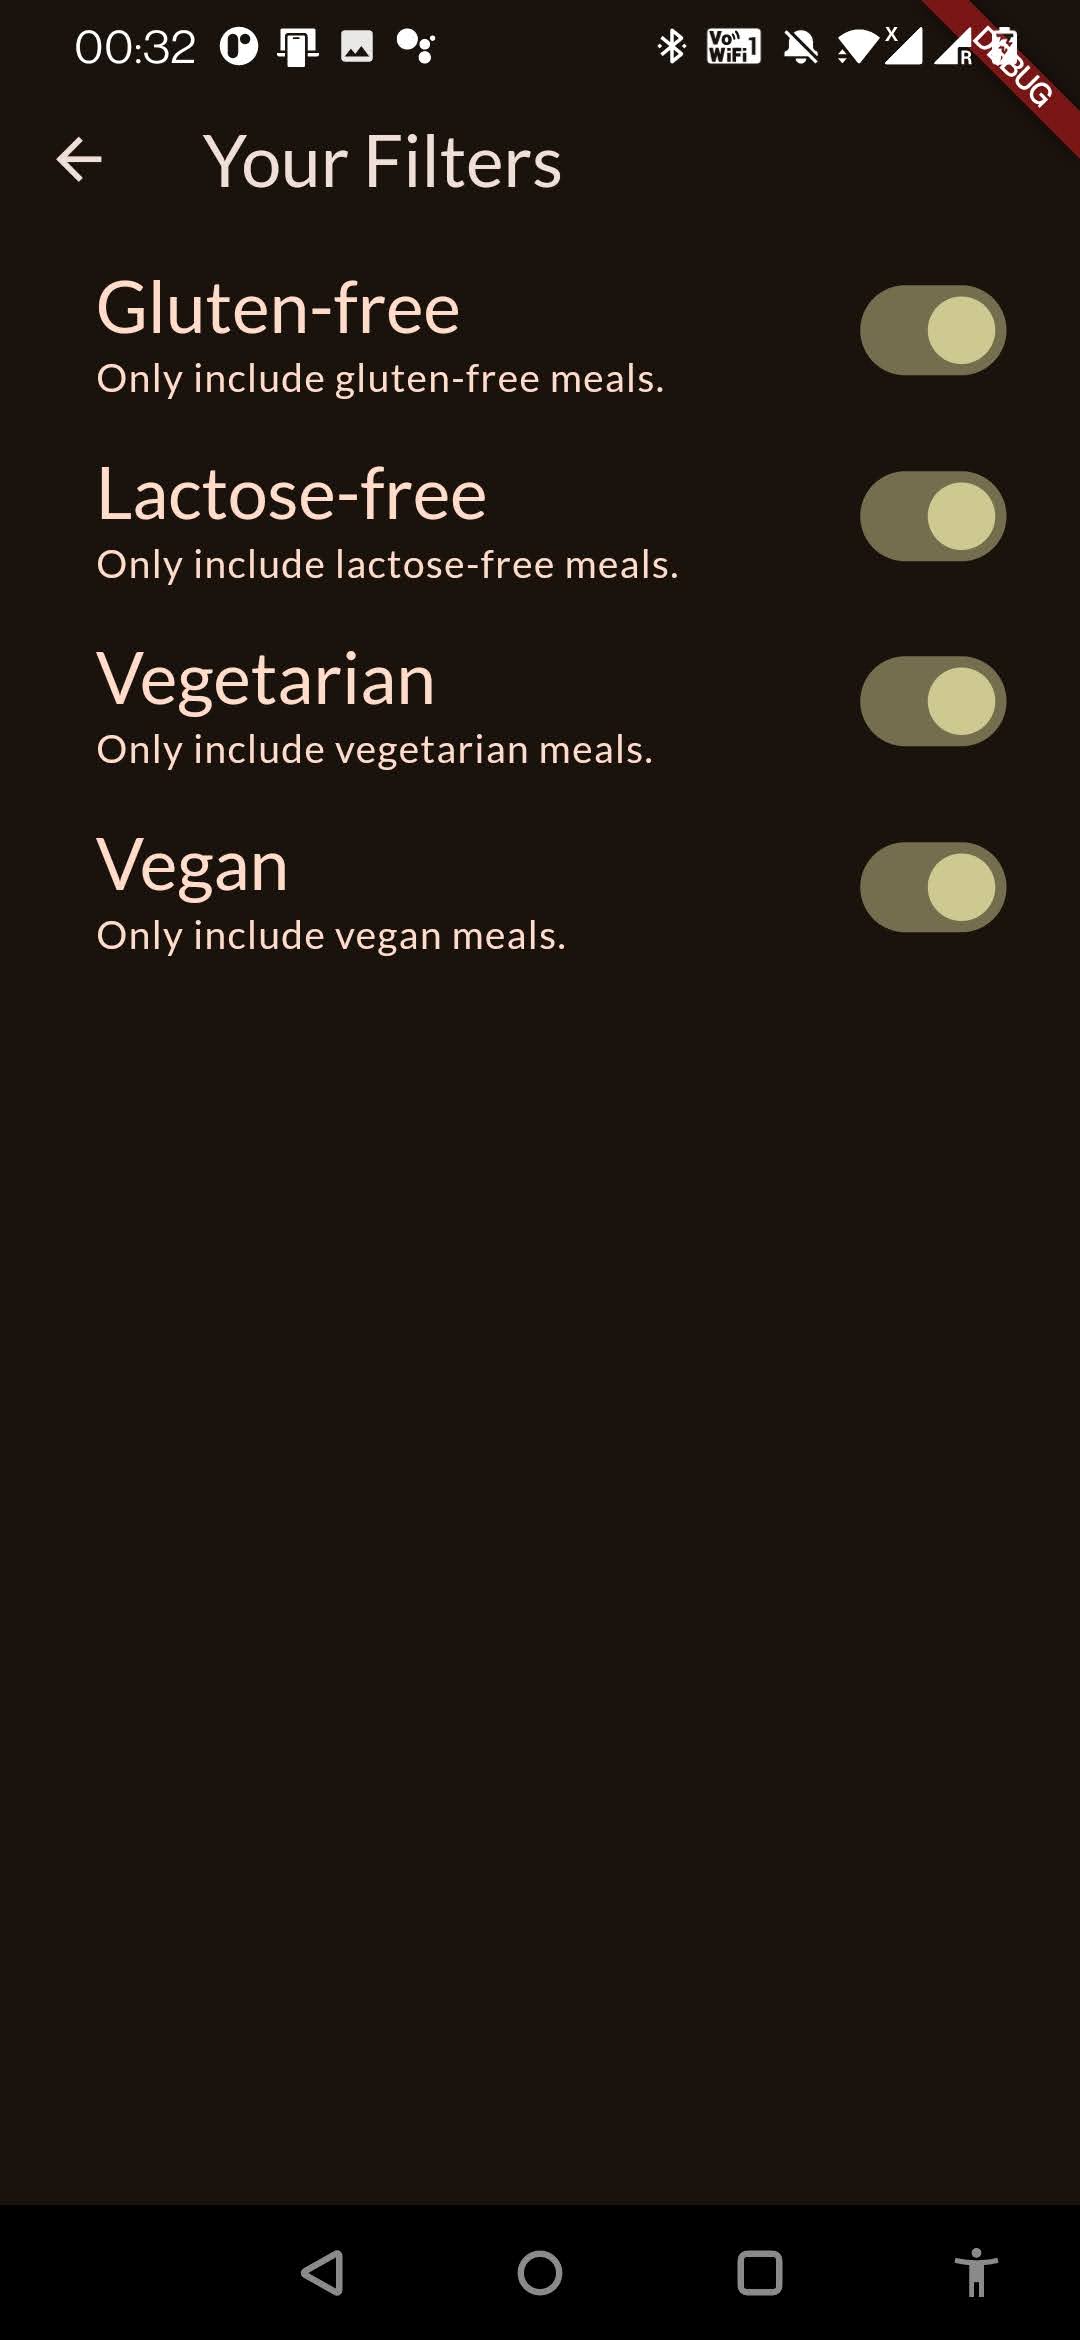 00:32
Vo WiFi 1
X
R
DEBUG
Your Filters
Gluten-free
Only include gluten-free meals.
Lactose-free
Only include lactose-free meals.
Vegetarian
Only include vegetarian meals.
Vegan
Only include vegan meals.